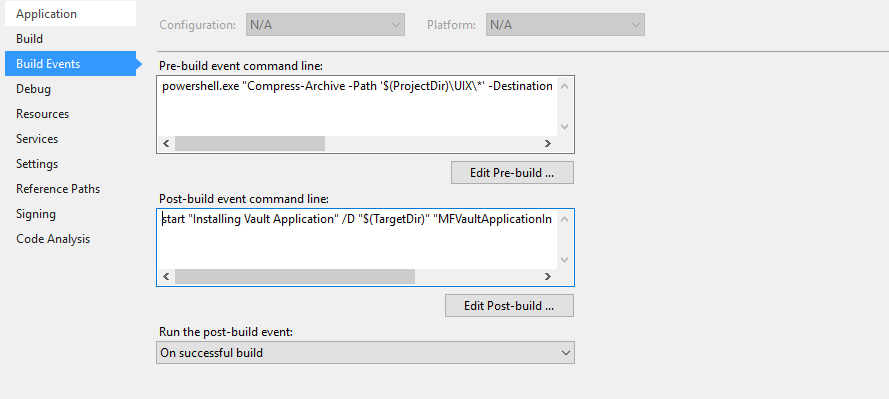 Application
Build
Build Events
Debug
Resources
Services
Settings
Reference Paths
Signing
Code Analysis
Configuration: N/A Platform: N/A
Pre-build event command line:
powershell.exe "Compress-Archive -Path '$(ProjectDir)\UIX\*' -Destination
Edit Pre-build ...
Post-build event command line:
start "Installing Vault Application" /D "$(TargetDir)" "MFVaultApplicationIn
Edit Post-build ...
Run the post-build event:
On successful build